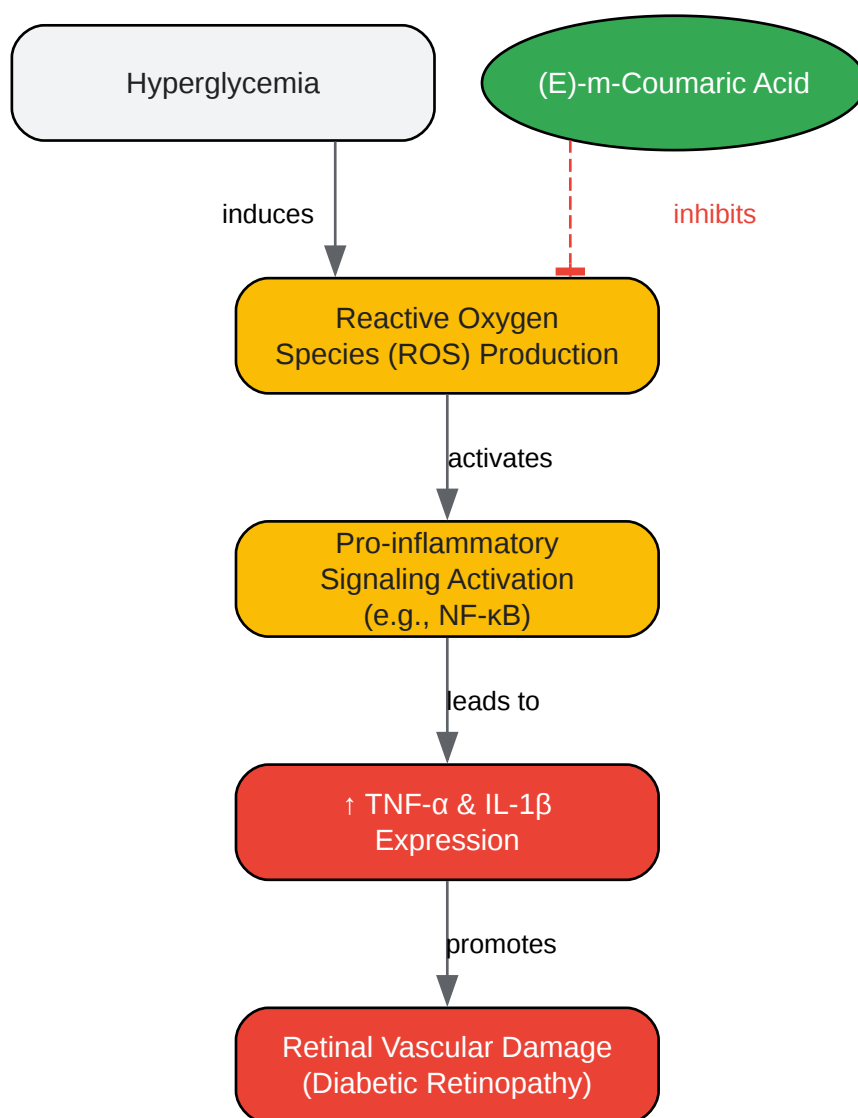 Hyperglycemia
(E)-m-Coumaric Acid
induces
inhibits
Reactive Oxygen
Species (ROS) Production
activates
Pro-inflammatory
Signaling Activation
(e.g., NF-κB)
leads to
↑ TNF-α & IL-1β
Expression
promotes
Retinal Vascular Damage
(Diabetic Retinopathy)